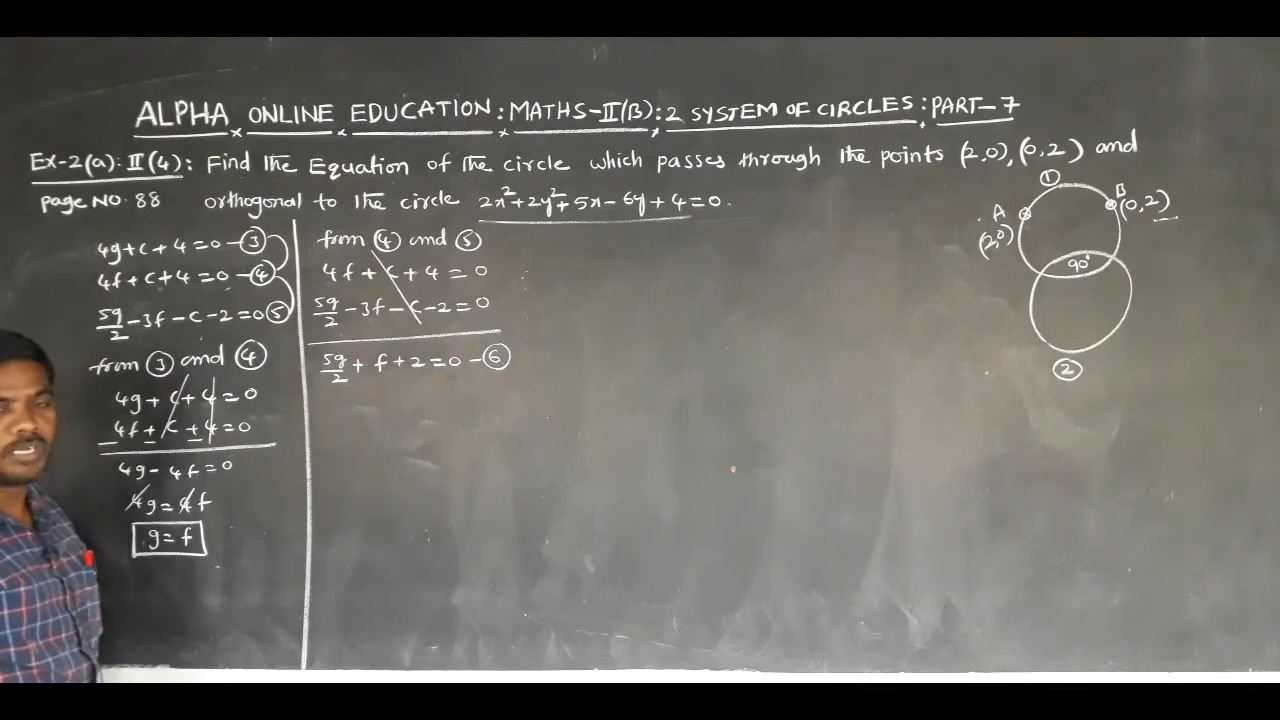 ALPHA ONLINE EDUCATION : MATHS-II(B) : 2 SYSTEM OF CIRCLES : PART-7
Ex-2(a): II(4): Find the Equation of the circle which passes through the points (2,0), (0,2) and
page NO. 88 orthogonal to the circle 2x²+2y²+5x-6y+4=0.
4g+c+4=0-③
4f+c+4=0-④
5g/2-3f-c-2=0⑤
from ③ and ④
4g+c+4=0
4f+c+4=0
4g-4f=0
4g=4f
g=f
from ④ and ⑤
4f+c+4=0
5g/2-3f-c-2=0
5g/2+f+2=0-⑥
①
A
(2,0)
B
(0,2)
90°
②